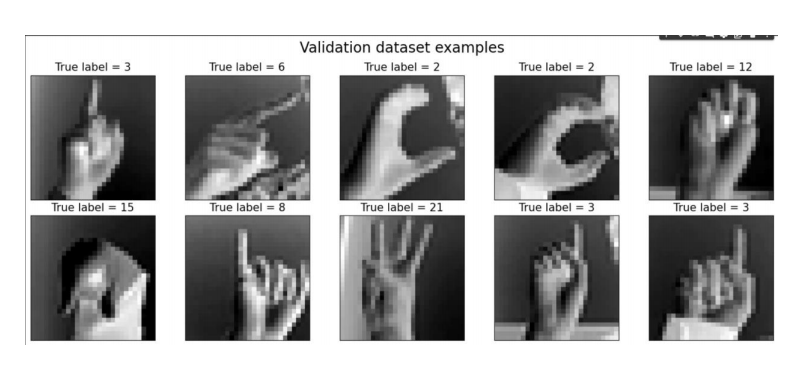 Validation dataset examples
True label = 3
True label = 6
True label = 2
True label = 2
True label = 12
True label = 15
True label = 8
True label = 21
True label = 3
True label = 3